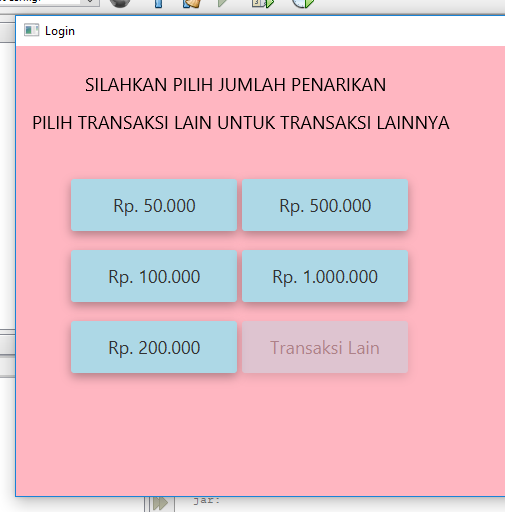 Login
SILAHKAN PILIH JUMLAH PENARIKAN
PILIH TRANSAKSI LAIN UNTUK TRANSAKSI LAINNYA
Rp. 50.000 Rp. 500.000
Rp. 100.000 Rp. 1.000.000
Rp. 200.000 Transaksi Lain
jar: